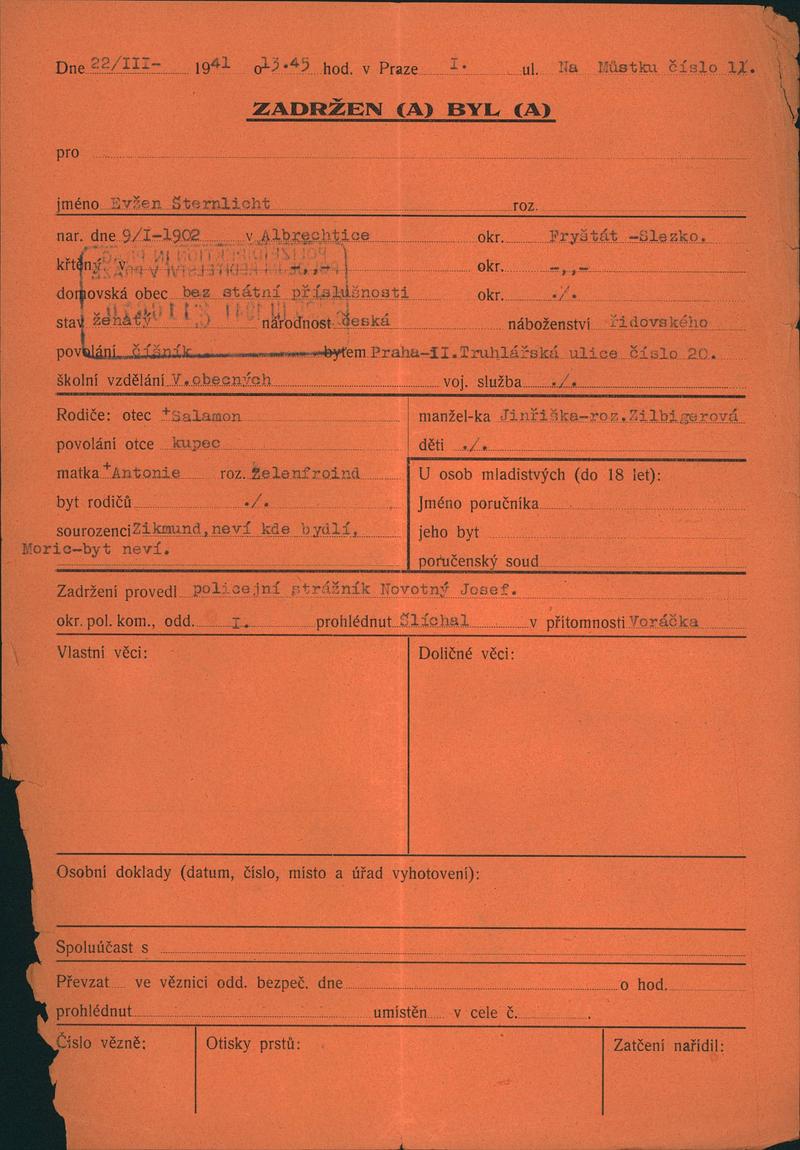 Dne 22/III- 1941 o 13.45 hod. v Praze I. ul. Na Můstku číslo 11.
ZADRŽEN (A) BYL (A)
pro
jméno Evžen Šternlicht roz.
nar. dne 9/I-1902 v Albrechtice okr. Fryštát -Slezko.
křtěný v -,,- okr. -,,-
domovská obec bez státní příslušnosti okr. ./.
stav ženatý národnost česká náboženství židovského
povolání číšník bytem Praha-II.Truhlářská ulice číslo 20.
školní vzdělání V.obecných voj. služba ./.
Rodiče: otec +Salamon
povolání otce kupec
matka +Antonie roz. Želenfroind
byt rodičů ./.
sourozenci Zikmund,neví kde bydlí,
Moric-byt neví.
manžel-ka Jinřiška-roz.Zilbigerová
děti ./.
U osob mladistvých (do 18 let):
Jméno poručníka
jeho byt
poručenský soud
Zadržení provedl policejní strážník Novotný Josef.
okr. pol. kom., odd. I. prohlédnut Šlíchal v přítomnosti Voráčka
Vlastní věci:
Doličné věci:
Osobní doklady (datum, číslo, místo a úřad vyhotovení):
Spoluúčast s
Převzat ve věznici odd. bezpeč. dne o hod.
prohlédnut umístěn v cele č.
Číslo vězně:
Otisky prstů:
Zatčení nařídil: